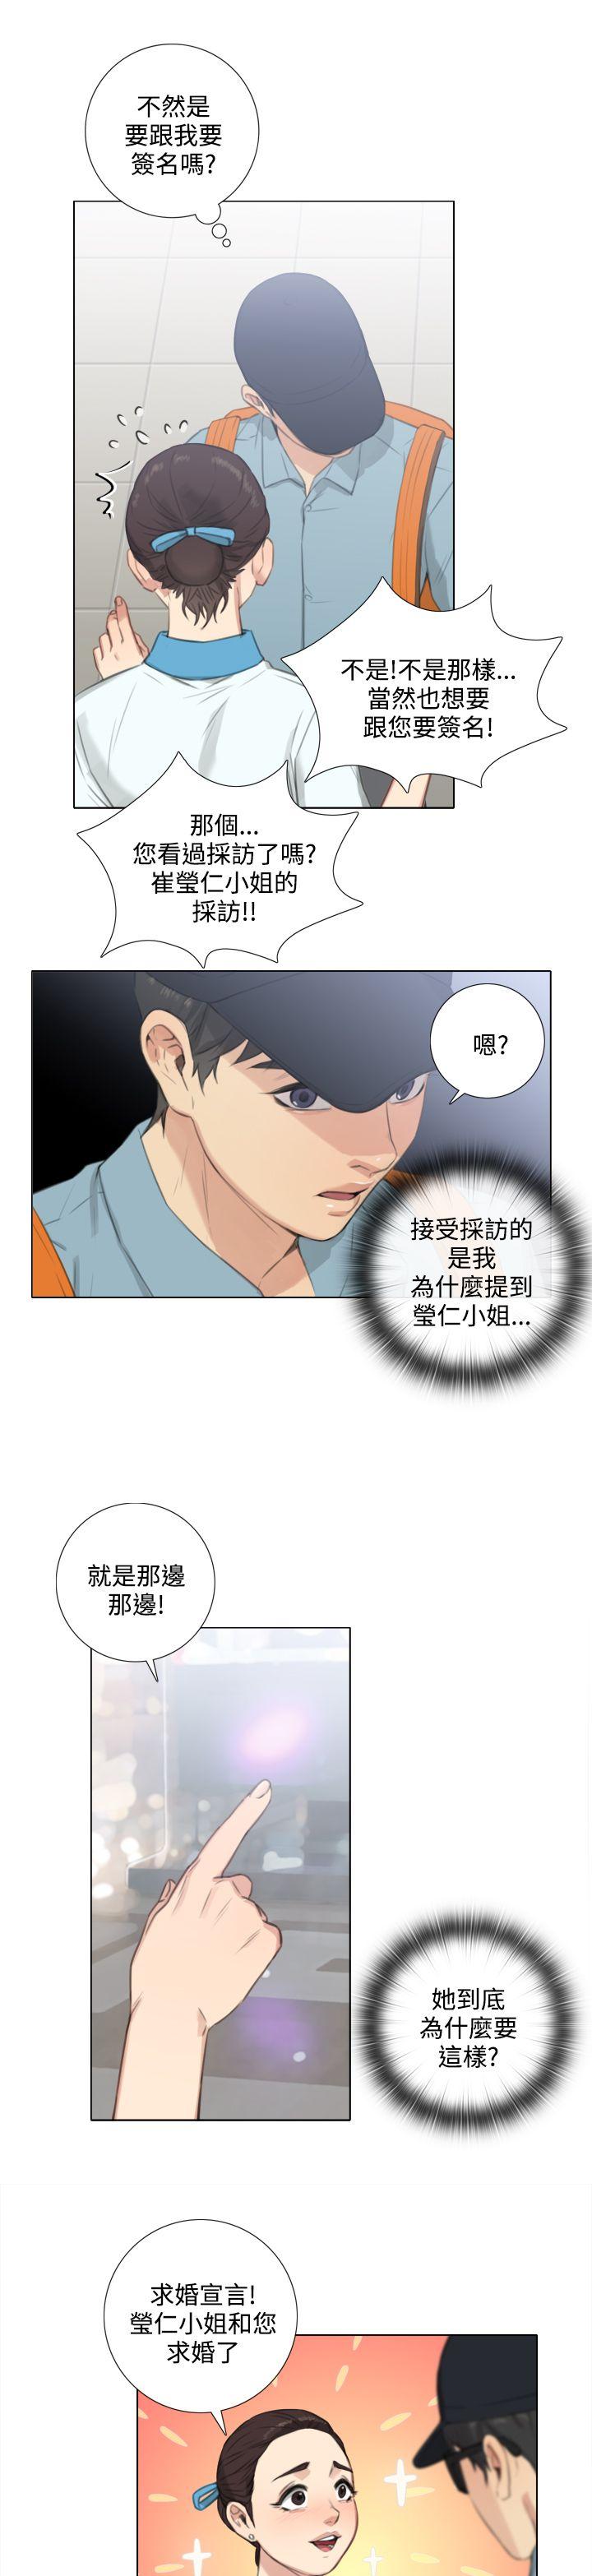 不然是
要跟我要
簽名嗎?
不是!不是那樣...
當然也想要
跟您要簽名!
那個...
您看過採訪了嗎?
崔瑩仁小姐的
採訪!!
嗯?
接受採訪的
是我
為什麼提到
瑩仁小姐...
就是那邊
那邊!
她到底
為什麼要
這樣?
求婚宣言!
瑩仁小姐和您
求婚了